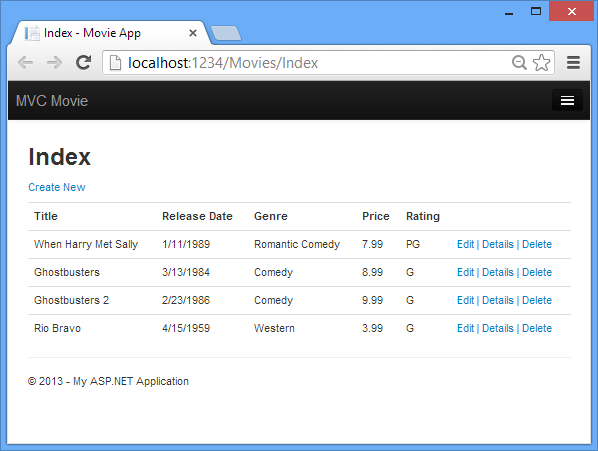 Index - Movie App
localhost:1234/Movies/Index
MVC Movie
Index
Create New
Title Release Date Genre Price Rating
When Harry Met Sally 1/11/1989 Romantic Comedy 7.99 PG Edit | Details | Delete
Ghostbusters 3/13/1984 Comedy 8.99 G Edit | Details | Delete
Ghostbusters 2 2/23/1986 Comedy 9.99 G Edit | Details | Delete
Rio Bravo 4/15/1959 Western 3.99 G Edit | Details | Delete
© 2013 - My ASP.NET Application